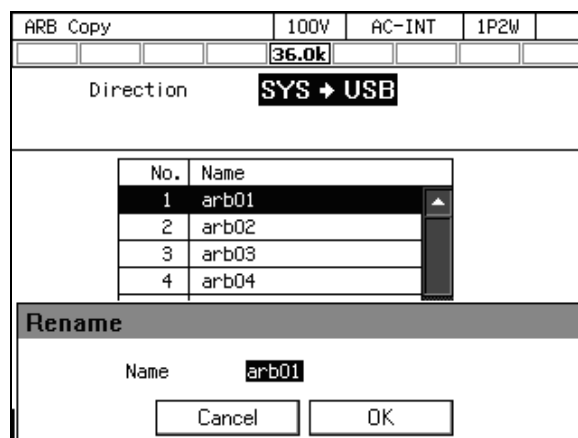 ARB Copy 100V AC-INT 1P2W
36.0k
Direction SYS → USB
No. Name
1 arb01
2 arb02
3 arb03
4 arb04
Rename
Name arb01
Cancel OK